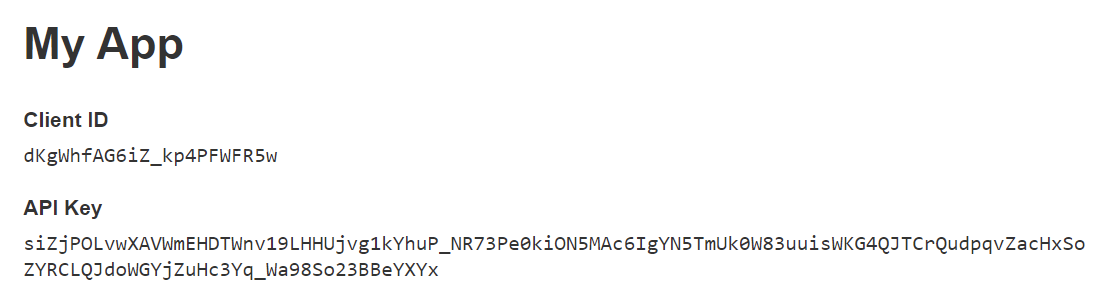 My App
Client ID
dKgWhfAG6iZ_kp4PFWFR5w
API Key
siZjPOLvwXAVWmEHDTWnv19LHHUjvg1kYhuP_NR73Pe0kiON5MAc6IgYN5TmUk0W83uuisWKG4QJTCrQudpqvZacHxSo
ZYRCLQJdoWGYjZuHc3Yq_Wa98So23BBeYXYx